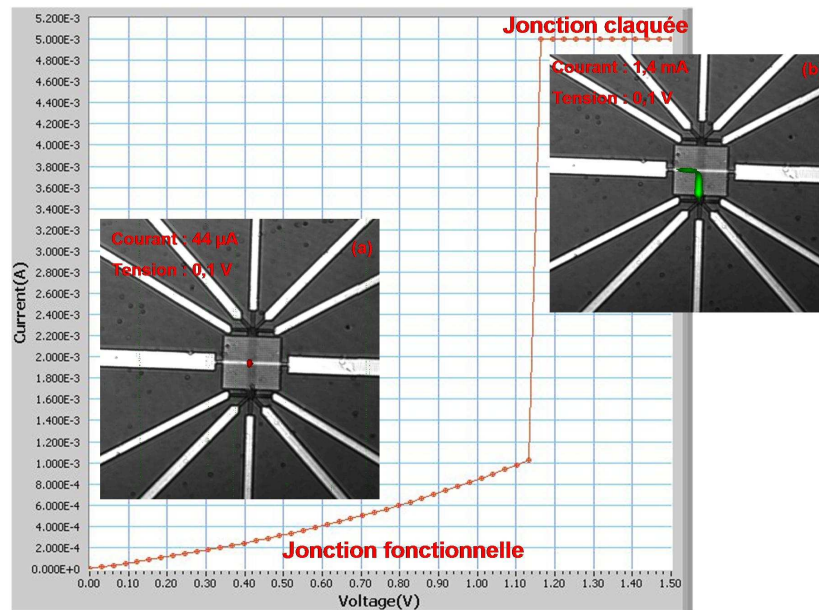 Jonction claquée
Courant : 1,4 mA
(b
Tension : 0,1 V
Courant : 44 µA
(a)
Tension : 0,1 V
Jonction fonctionnelle
Current(A)
5.200E-3
5.000E-3
4.800E-3
4.600E-3
4.400E-3
4.200E-3
4.000E-3
3.800E-3
3.600E-3
3.400E-3
3.200E-3
3.000E-3
2.800E-3
2.600E-3
2.400E-3
2.200E-3
2.000E-3
1.800E-3
1.600E-3
1.400E-3
1.200E-3
1.000E-3
8.000E-4
6.000E-4
4.000E-4
2.000E-4
0.000E+0
0.00 0.10 0.20 0.30 0.40 0.50 0.60 0.70 0.80 0.90 1.00 1.10 1.20 1.30 1.40 1.50
Voltage(V)